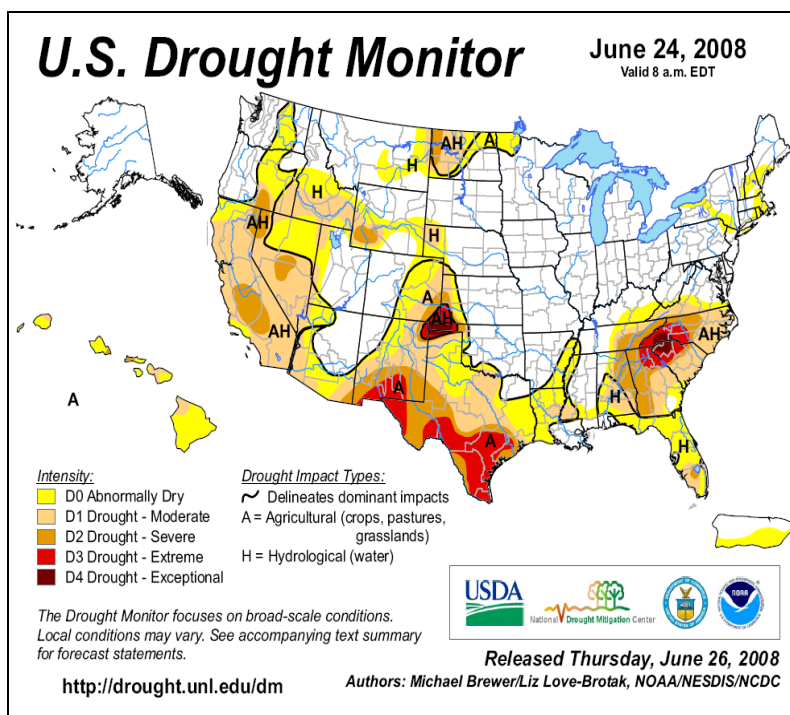 U.S. Drought Monitor
June 24, 2008
Valid 8 a.m. EDT
AH
A
H
H
AH
H
A
AH
AH
AH
A
A
A
H
H
Intensity:
D0 Abnormally Dry
D1 Drought - Moderate
D2 Drought - Severe
D3 Drought - Extreme
D4 Drought - Exceptional
Drought Impact Types:
Delineates dominant impacts
A = Agricultural (crops, pastures,
grasslands)
H = Hydrological (water)
The Drought Monitor focuses on broad-scale conditions.
Local conditions may vary. See accompanying text summary
for forecast statements.
http://drought.unl.edu/dm
USDA
National Drought Mitigation Center
NOAA
Released Thursday, June 26, 2008
Authors: Michael Brewer/Liz Love-Brotak, NOAA/NESDIS/NCDC